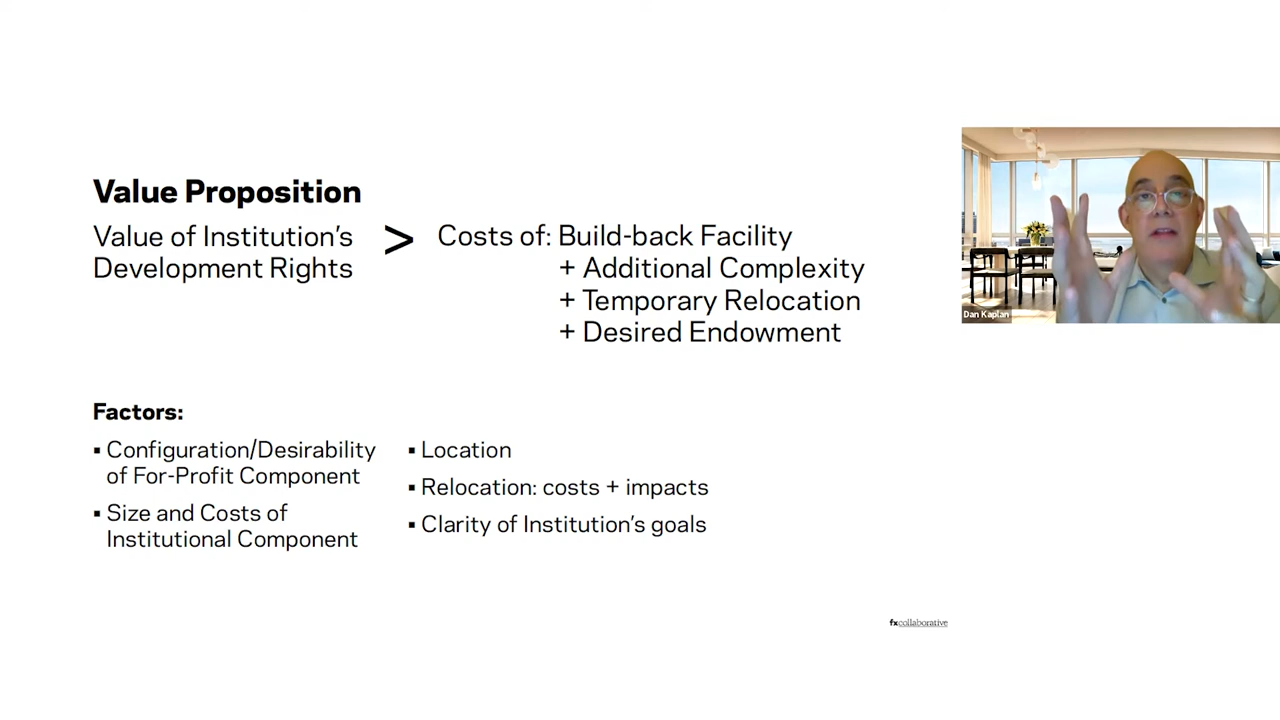 Value Proposition
Value of Institution's
Development Rights
>
Costs of: Build-back Facility
+ Additional Complexity
+ Temporary Relocation
+ Desired Endowment
Factors:
▪ Configuration/Desirability
of For-Profit Component
▪ Size and Costs of
Institutional Component
▪ Location
▪ Relocation: costs + impacts
▪ Clarity of Institution's goals
Dan Kaplan
fxcollaborative